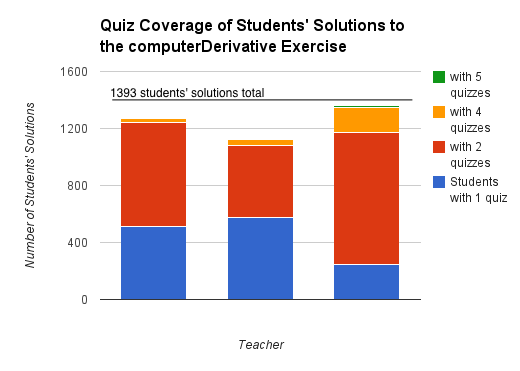 Quiz Coverage of Students' Solutions to
the computerDerivative Exercise
1600
1393 students' solutions total
1200
800
400
0
Number of Students' Solutions
Teacher
with 5
quizzes
with 4
quizzes
with 2
quizzes
Students
with 1 quiz